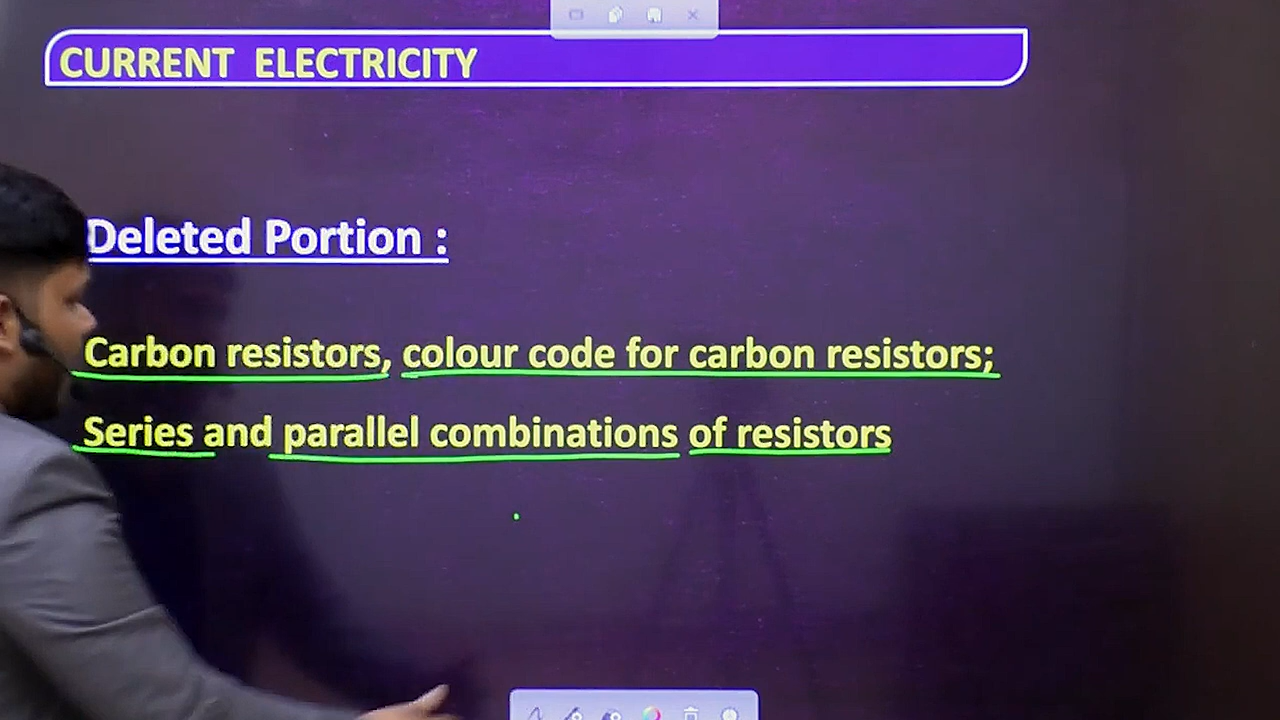 CURRENT ELECTRICITY
Deleted Portion :
Carbon resistors, colour code for carbon resistors;
Series and parallel combinations of resistors